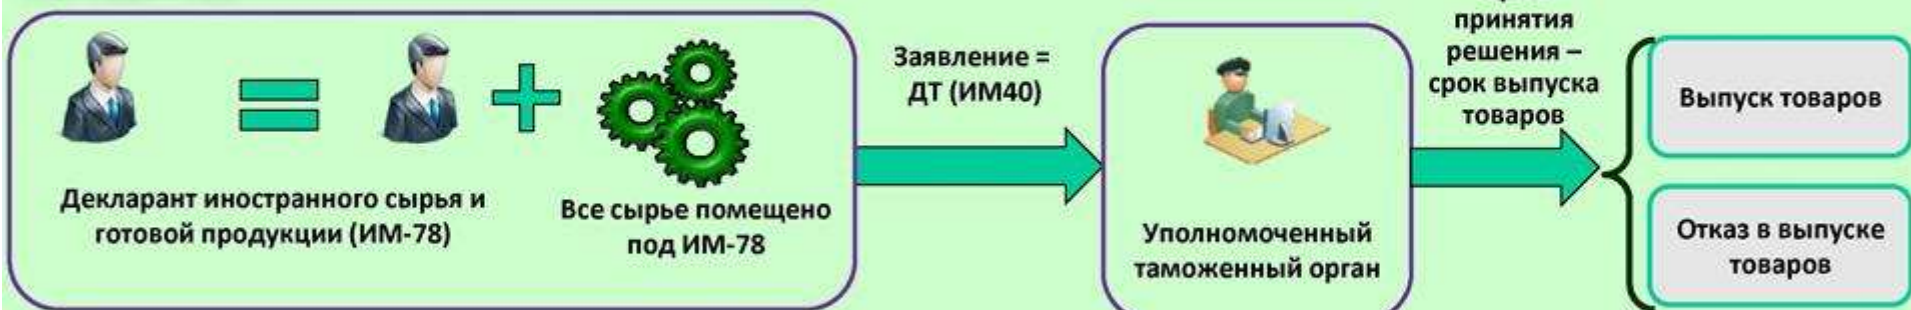 Декларант иностранного сырья и
готовой продукции (ИМ-78)
Все сырье помещено
под ИМ-78
Заявление =
ДТ (ИМ40)
Уполномоченный
таможенный орган
принятия
решения –
срок выпуска
товаров
Выпуск товаров
Отказ в выпуске
товаров